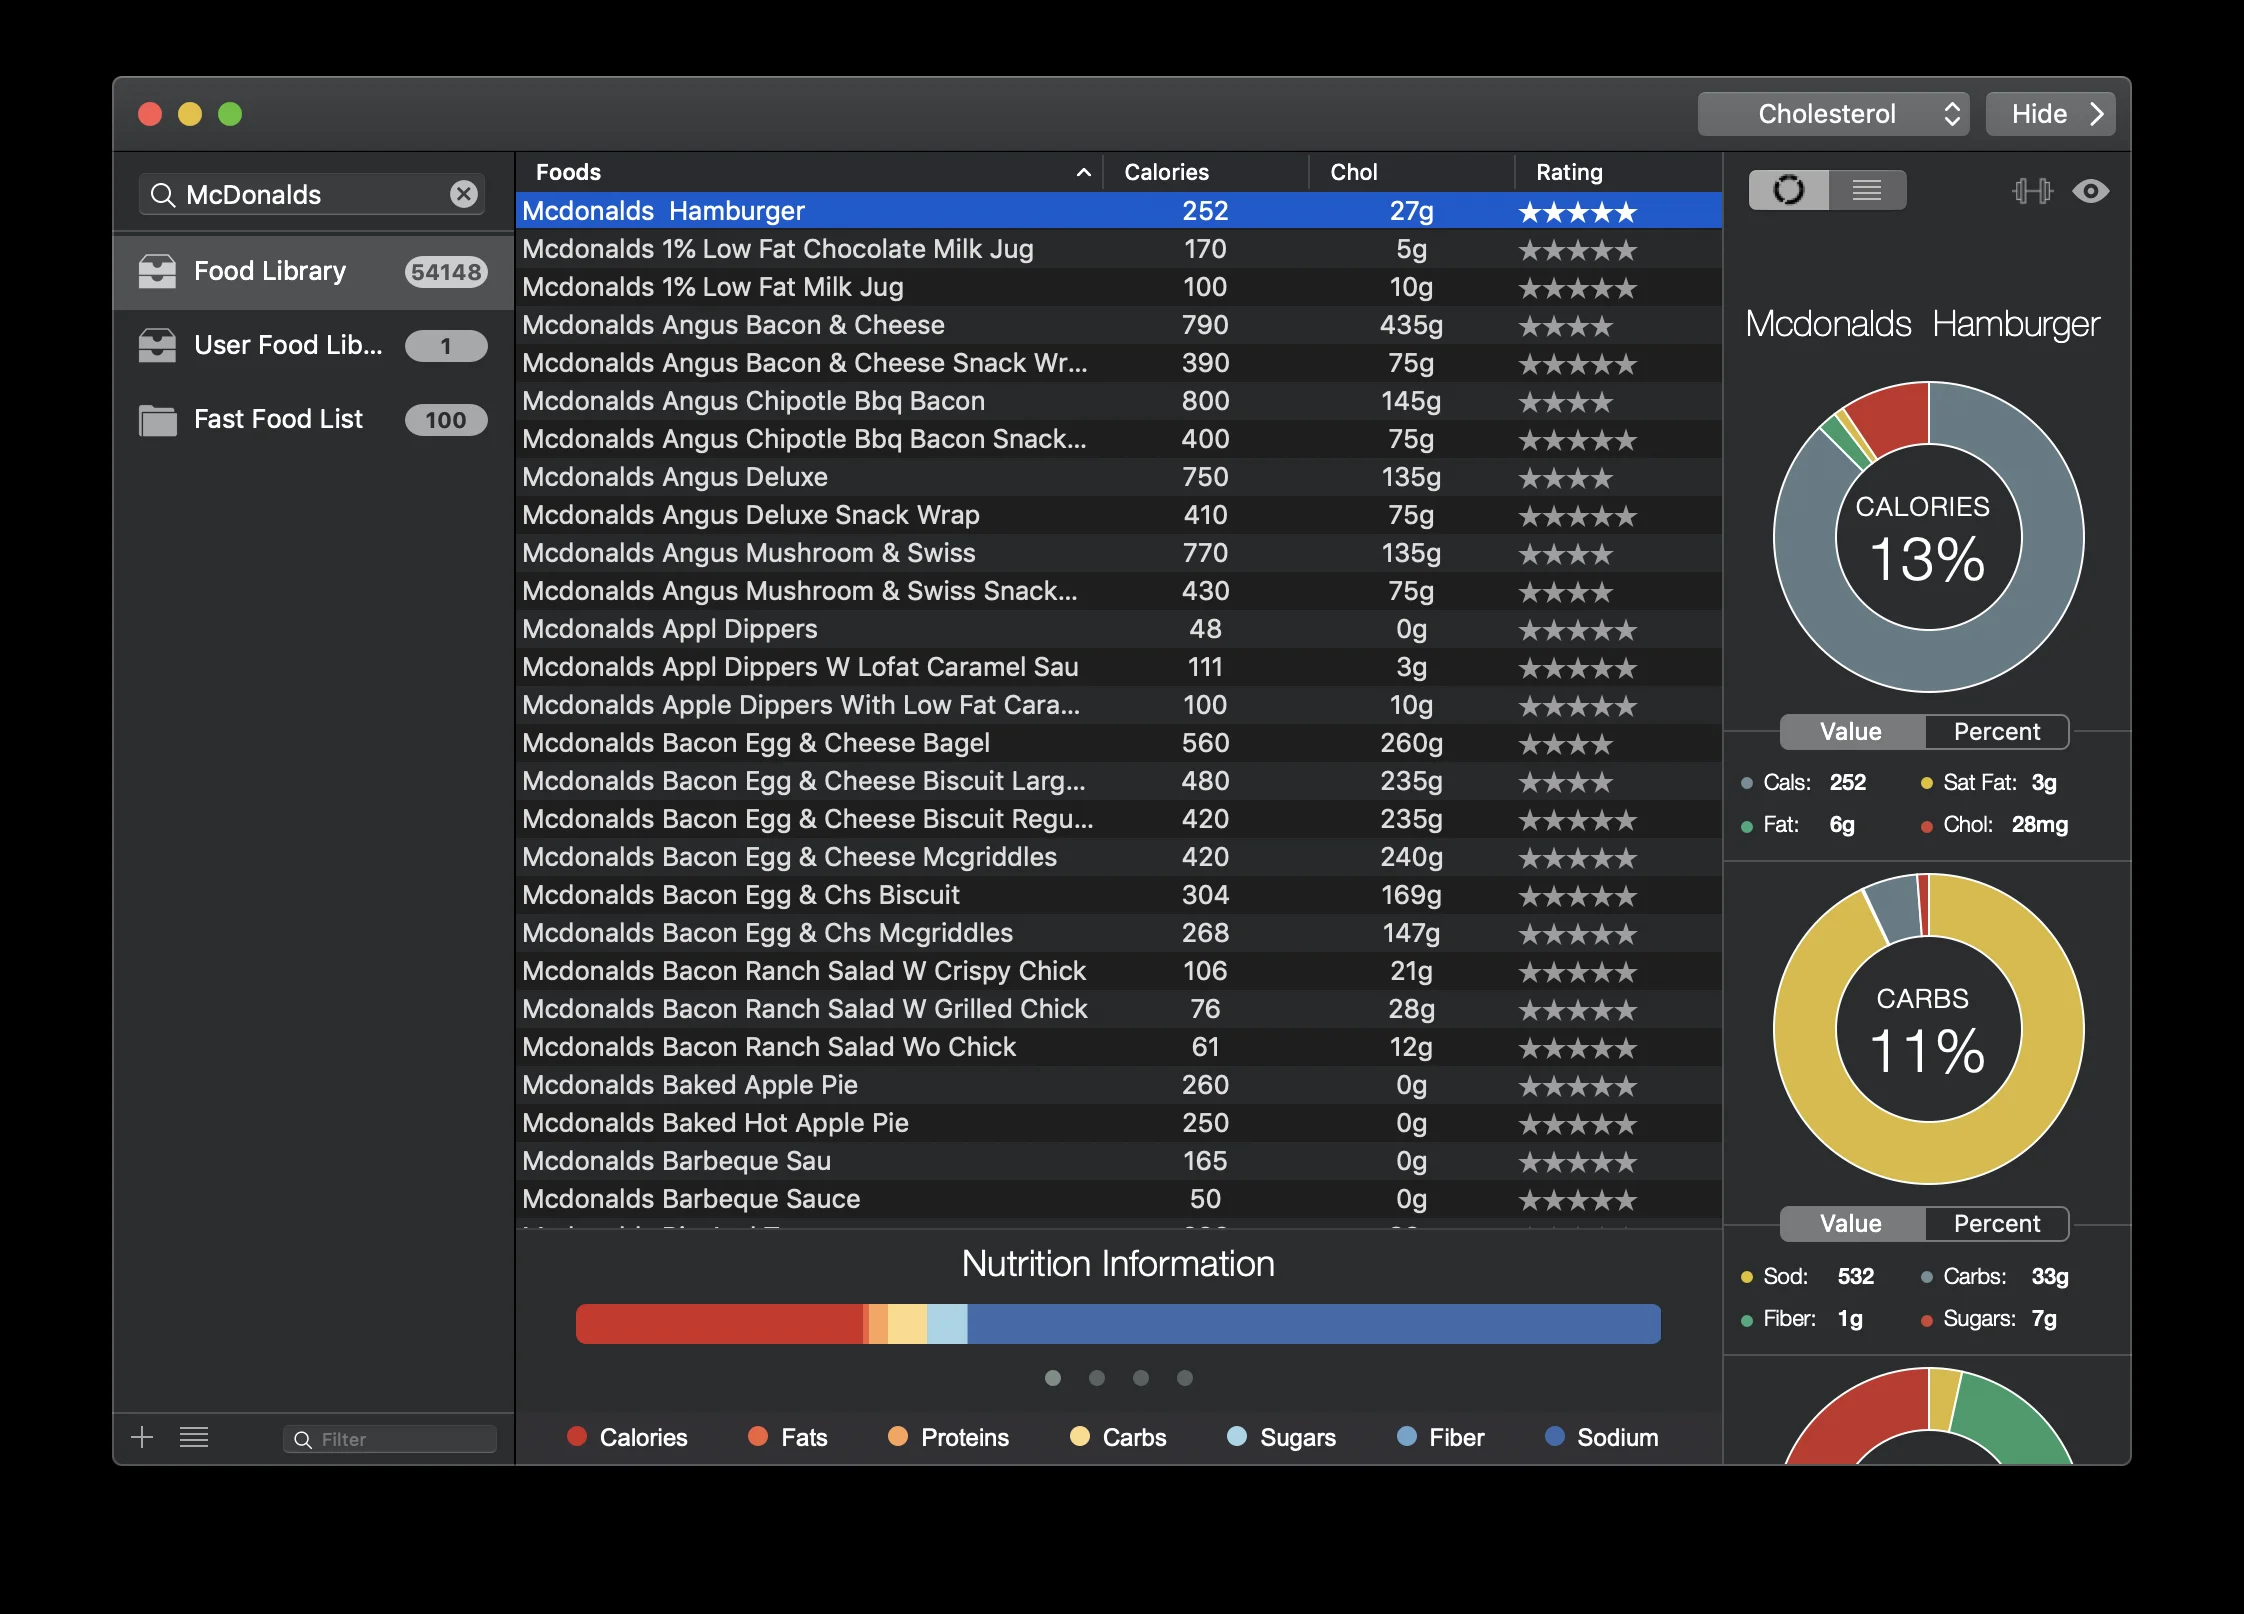 Cholesterol Hide
McDonalds
Food Library 54148
User Food Lib... 1
Fast Food List 100
Filter
Foods Calories Chol Rating
Mcdonalds  Hamburger 252 27g ★★★★★
Mcdonalds 1% Low Fat Chocolate Milk Jug 170 5g ★★★★★
Mcdonalds 1% Low Fat Milk Jug 100 10g ★★★★★
Mcdonalds Angus Bacon & Cheese 790 435g ★★★★
Mcdonalds Angus Bacon & Cheese Snack Wr... 390 75g ★★★★★
Mcdonalds Angus Chipotle Bbq Bacon 800 145g ★★★★
Mcdonalds Angus Chipotle Bbq Bacon Snack... 400 75g ★★★★★
Mcdonalds Angus Deluxe 750 135g ★★★★
Mcdonalds Angus Deluxe Snack Wrap 410 75g ★★★★★
Mcdonalds Angus Mushroom & Swiss 770 135g ★★★★
Mcdonalds Angus Mushroom & Swiss Snack... 430 75g ★★★★
Mcdonalds Appl Dippers 48 0g ★★★★★
Mcdonalds Appl Dippers W Lofat Caramel Sau 111 3g ★★★★★
Mcdonalds Apple Dippers With Low Fat Cara... 100 10g ★★★★★
Mcdonalds Bacon Egg & Cheese Bagel 560 260g ★★★★
Mcdonalds Bacon Egg & Cheese Biscuit Larg... 480 235g ★★★★
Mcdonalds Bacon Egg & Cheese Biscuit Regu... 420 235g ★★★★★
Mcdonalds Bacon Egg & Cheese Mcgriddles 420 240g ★★★★★
Mcdonalds Bacon Egg & Chs Biscuit 304 169g ★★★★★
Mcdonalds Bacon Egg & Chs Mcgriddles 268 147g ★★★★★
Mcdonalds Bacon Ranch Salad W Crispy Chick 106 21g ★★★★★
Mcdonalds Bacon Ranch Salad W Grilled Chick 76 28g ★★★★★
Mcdonalds Bacon Ranch Salad Wo Chick 61 12g ★★★★★
Mcdonalds Baked Apple Pie 260 0g ★★★★★
Mcdonalds Baked Hot Apple Pie 250 0g ★★★★★
Mcdonalds Barbeque Sau 165 0g ★★★★★
Mcdonalds Barbeque Sauce 50 0g ★★★★★
Nutrition Information
Calories Fats Proteins Carbs Sugars Fiber Sodium
Mcdonalds  Hamburger
CALORIES
13%
Value Percent
Cals: 252 Sat Fat: 3g
Fat: 6g Chol: 28mg
CARBS
11%
Value Percent
Sod: 532 Carbs: 33g
Fiber: 1g Sugars: 7g